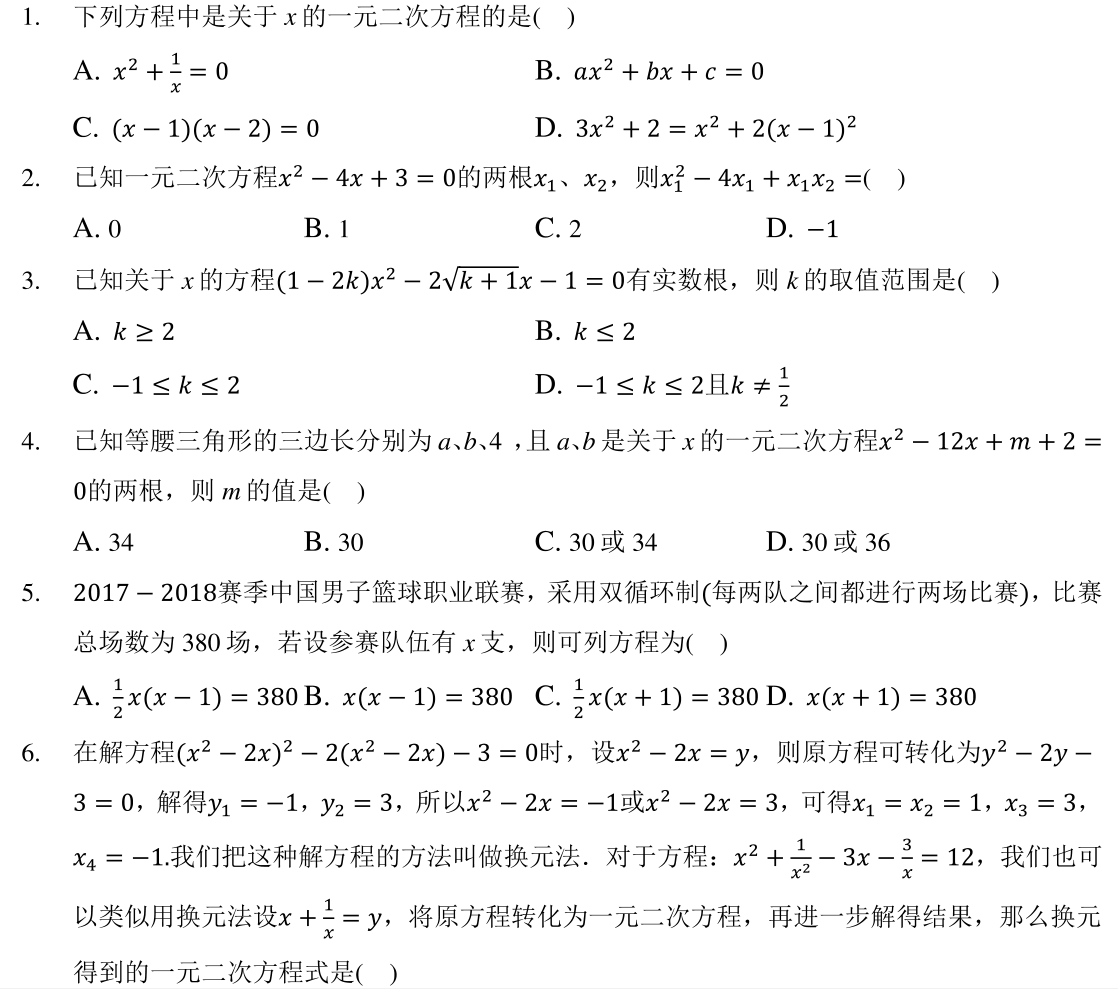 1. 下列方程中是关于 x 的一元二次方程的是(  )
A. x² + 1/x = 0  B. ax² + bx + c = 0
C. (x − 1)(x − 2) = 0  D. 3x² + 2 = x² + 2(x − 1)²
2. 已知一元二次方程x² − 4x + 3 = 0的两根x₁、x₂，则x₁² − 4x₁ + x₁x₂ =(  )
A. 0  B. 1  C. 2  D. −1
3. 已知关于 x 的方程(1 − 2k)x² − 2√(k + 1)x − 1 = 0有实数根，则 k 的取值范围是(  )
A. k ≥ 2  B. k ≤ 2
C. −1 ≤ k ≤ 2  D. −1 ≤ k ≤ 2且k ≠ 1/2
4. 已知等腰三角形的三边长分别为 a、b、4 ，且 a、b 是关于 x 的一元二次方程x² − 12x + m + 2 =
0的两根，则 m 的值是(  )
A. 34  B. 30  C. 30 或 34  D. 30 或 36
5. 2017 − 2018赛季中国男子篮球职业联赛，采用双循环制(每两队之间都进行两场比赛)，比赛
总场数为 380 场，若设参赛队伍有 x 支，则可列方程为(  )
A. 1/2x(x − 1) = 380 B. x(x − 1) = 380 C. 1/2x(x + 1) = 380 D. x(x + 1) = 380
6. 在解方程(x² − 2x)² − 2(x² − 2x) − 3 = 0时，设x² − 2x = y，则原方程可转化为y² − 2y −
3 = 0，解得y₁ = −1，y₂ = 3，所以x² − 2x = −1或x² − 2x = 3，可得x₁ = x₂ = 1，x₃ = 3，
x₄ = −1.我们把这种解方程的方法叫做换元法．对于方程：x² + 1/x² − 3x − 3/x = 12，我们也可
以类似用换元法设x + 1/x = y，将原方程转化为一元二次方程，再进一步解得结果，那么换元
得到的一元二次方程式是(  )